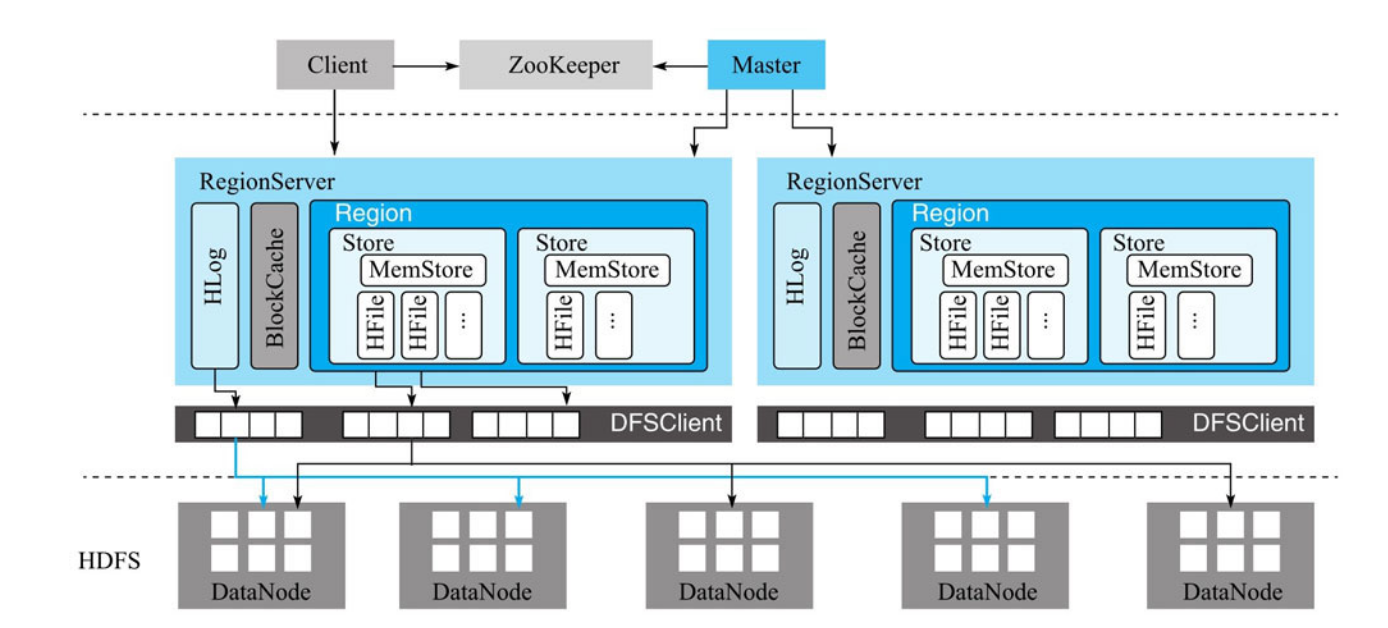 Client
ZooKeeper
Master
RegionServer
HLog
BlockCache
Region
Store
MemStore
HFile
HFile
...
Store
MemStore
HFile
...
RegionServer
HLog
BlockCache
Region
Store
MemStore
HFile
HFile
...
Store
MemStore
HFile
...
DFSClient
DFSClient
HDFS
DataNode
DataNode
DataNode
DataNode
DataNode